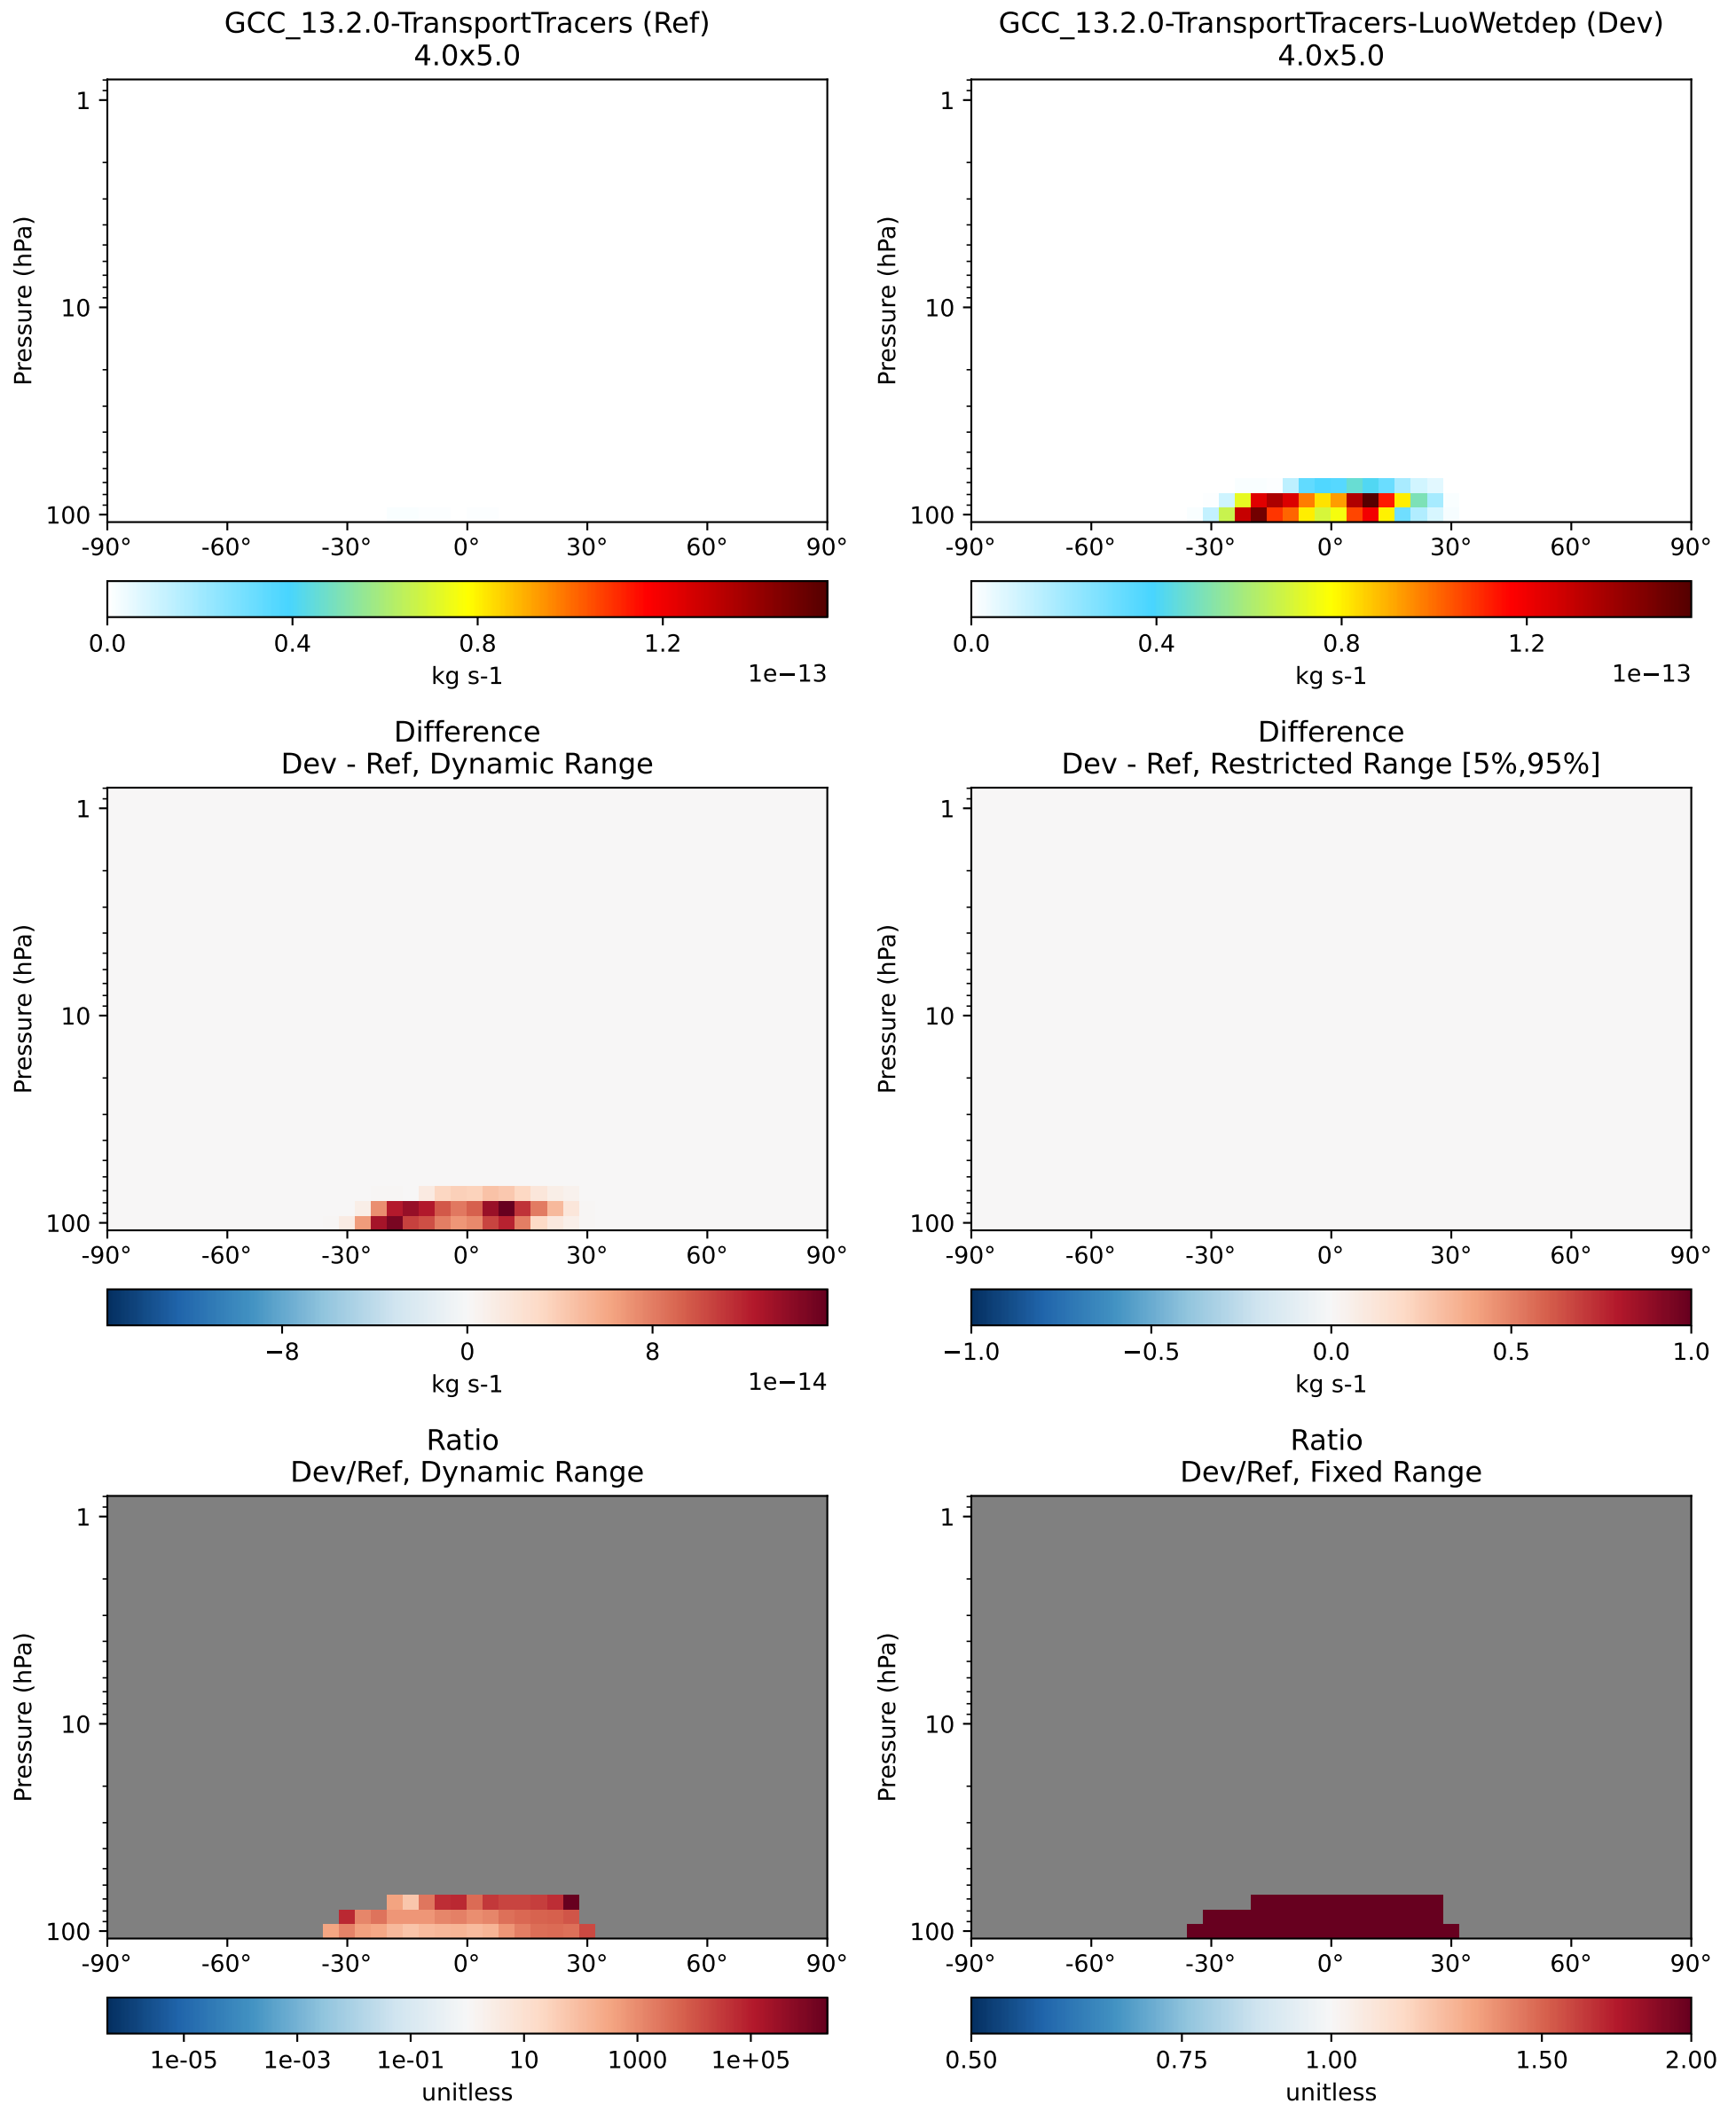 GCC_13.2.0-TransportTracers (Ref)
4.0x5.0
Pressure (hPa)
1
10
100
-90° -60° -30° 0° 30° 60° 90°
0.0 0.4 0.8 1.2
kg s-1
1e−13
GCC_13.2.0-TransportTracers-LuoWetdep (Dev)
4.0x5.0
Pressure (hPa)
1
10
100
-90° -60° -30° 0° 30° 60° 90°
0.0 0.4 0.8 1.2
kg s-1
1e−13
Difference
Dev - Ref, Dynamic Range
Pressure (hPa)
1
10
100
-90° -60° -30° 0° 30° 60° 90°
−8 0 8
kg s-1
1e−14
Difference
Dev - Ref, Restricted Range [5%,95%]
Pressure (hPa)
1
10
100
-90° -60° -30° 0° 30° 60° 90°
−1.0 −0.5 0.0 0.5 1.0
kg s-1
Ratio
Dev/Ref, Dynamic Range
Pressure (hPa)
1
10
100
-90° -60° -30° 0° 30° 60° 90°
1e-05 1e-03 1e-01 10 1000 1e+05
unitless
Ratio
Dev/Ref, Fixed Range
Pressure (hPa)
1
10
100
-90° -60° -30° 0° 30° 60° 90°
0.50 0.75 1.00 1.50 2.00
unitless